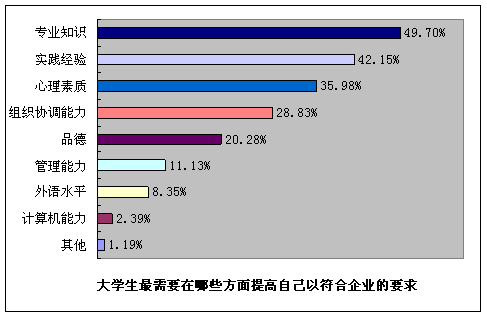 专业知识 49.70%
实践经验 42.15%
心理素质 35.98%
组织协调能力 28.83%
品德 20.28%
管理能力 11.13%
外语水平 8.35%
计算机能力 2.39%
其他 1.19%
大学生最需要在哪些方面提高自己以符合企业的要求